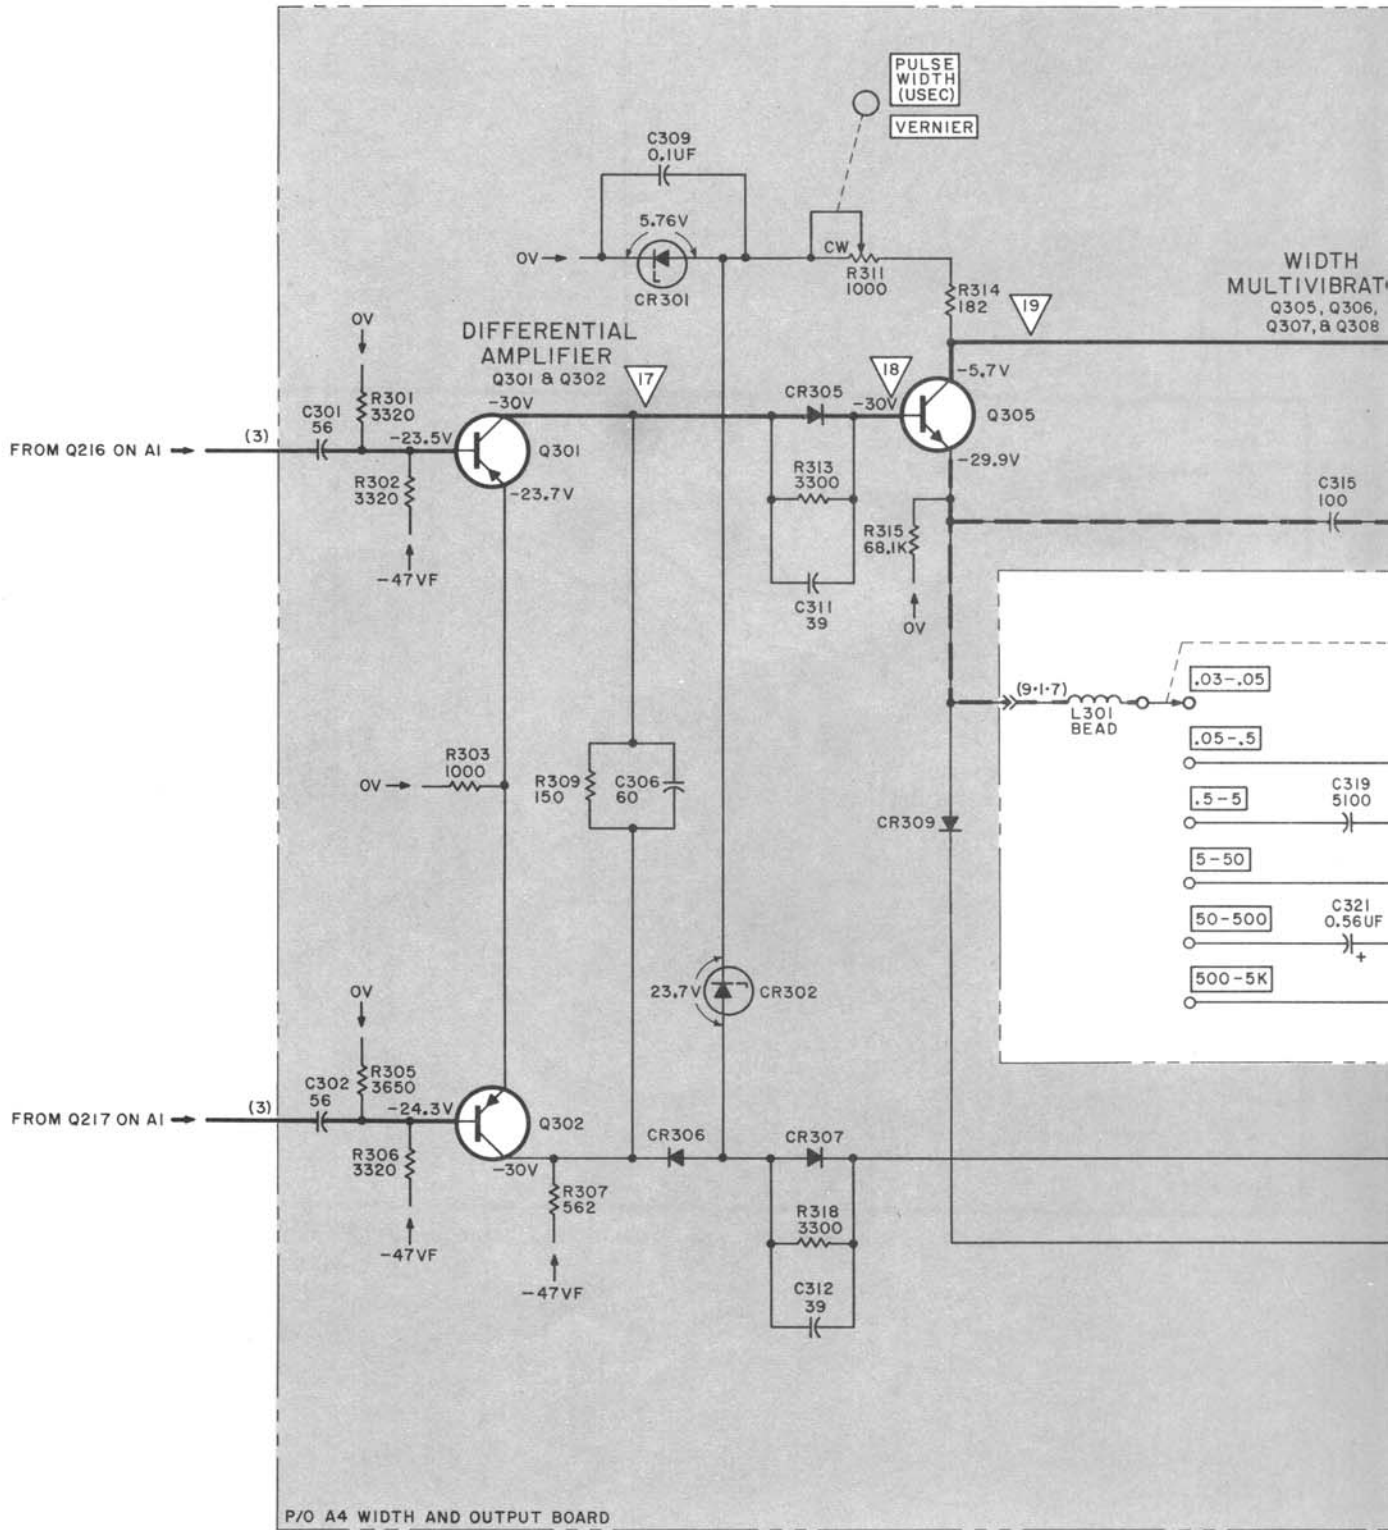 PULSE
WIDTH
(USEC)
VERNIER
C309
0.1UF
5.76V
0V
CR301
CW
R311
1000
R314
182
19
WIDTH
Q305, Q306,
Q307, & Q308
DIFFERENTIAL
AMPLIFIER
Q301 & Q302
17
18
0V
R301
3320
C301
56
FROM Q216 ON A1
(3)
-23.5V
-30V
Q301
-23.7V
R302
3320
-47VF
CR305
-30V
-5.7V
Q305
-29.9V
R313
3300
C311
39
R315
68.1K
0V
C315
100
R303
1000
0V
R309
150
C306
60
(9-1-7)
L301
BEAD
.03-.05
.05-.5
.5-5
C319
5100
5-50
50-500
C321
0.56UF
+
500-5K
CR309
23.7V
CR302
0V
R305
3650
C302
56
FROM Q217 ON A1
(3)
-24.3V
Q302
-30V
R306
3320
-47VF
R307
562
-47VF
CR306
CR307
R318
3300
C312
39
P/O A4 WIDTH AND OUTPUT BOARD